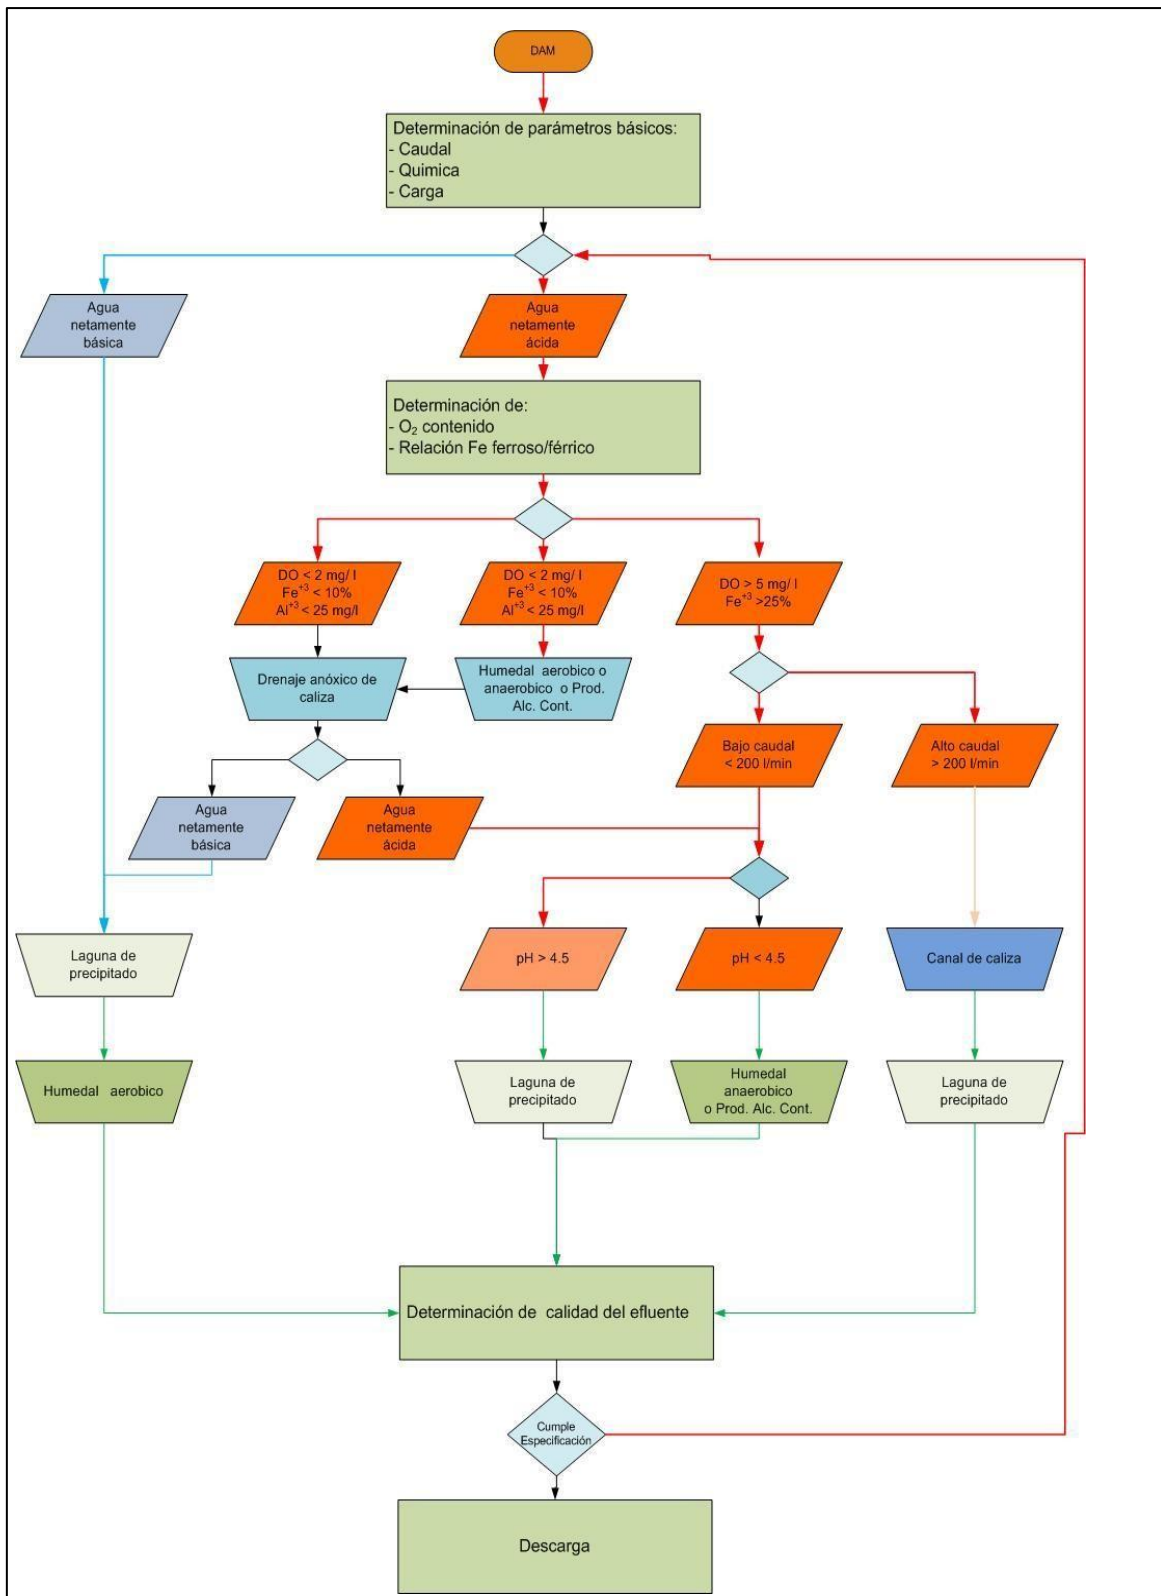 DAM
Determinación de parámetros básicos:
- Caudal
- Quimica
- Carga
Agua
netamente
básica
Agua
netamente
ácida
Determinación de:
- O₂ contenido
- Relación Fe ferroso/férrico
DO < 2 mg/ l
Fe⁺³ < 10%
Al⁺³ < 25 mg/l
DO < 2 mg/ l
Fe⁺³ < 10%
Al⁺³ < 25 mg/l
DO > 5 mg/ l
Fe⁺³ >25%
Drenaje anóxico de
caliza
Humedal aerobico o
anaerobico o Prod.
Alc. Cont.
Bajo caudal
< 200 l/min
Alto caudal
> 200 l/min
Agua
netamente
básica
Agua
netamente
ácida
Laguna de
precipitado
pH > 4.5
pH < 4.5
Canal de caliza
Humedal aerobico
Laguna de
precipitado
Humedal
anaerobico
o Prod. Alc. Cont.
Laguna de
precipitado
Determinación de calidad del efluente
Cumple
Especificación
Descarga